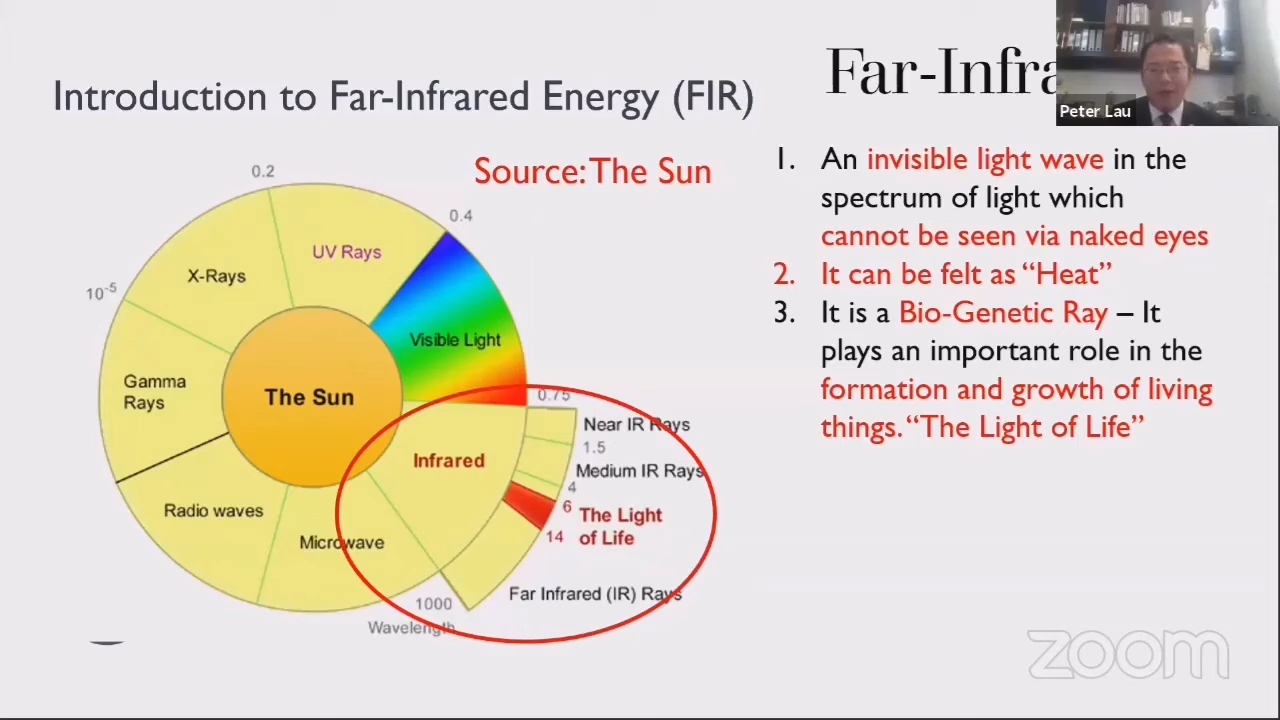 Introduction to Far-Infrared Energy (FIR)
Far-Infra
Peter Lau
Source: The Sun
0.2
0.4
10-5
UV Rays
X-Rays
Visible Light
Gamma
Rays
The Sun
Infrared
Radio waves
Microwave
0.75
Near IR Rays
1.5
Medium IR Rays
4
6
The Light
of Life
14
Far Infrared (IR) Rays
1000
Wavelength
1. An invisible light wave in the
spectrum of light which
cannot be seen via naked eyes
2. It can be felt as “Heat”
3. It is a Bio-Genetic Ray – It
plays an important role in the
formation and growth of living
things. “The Light of Life”
zoom